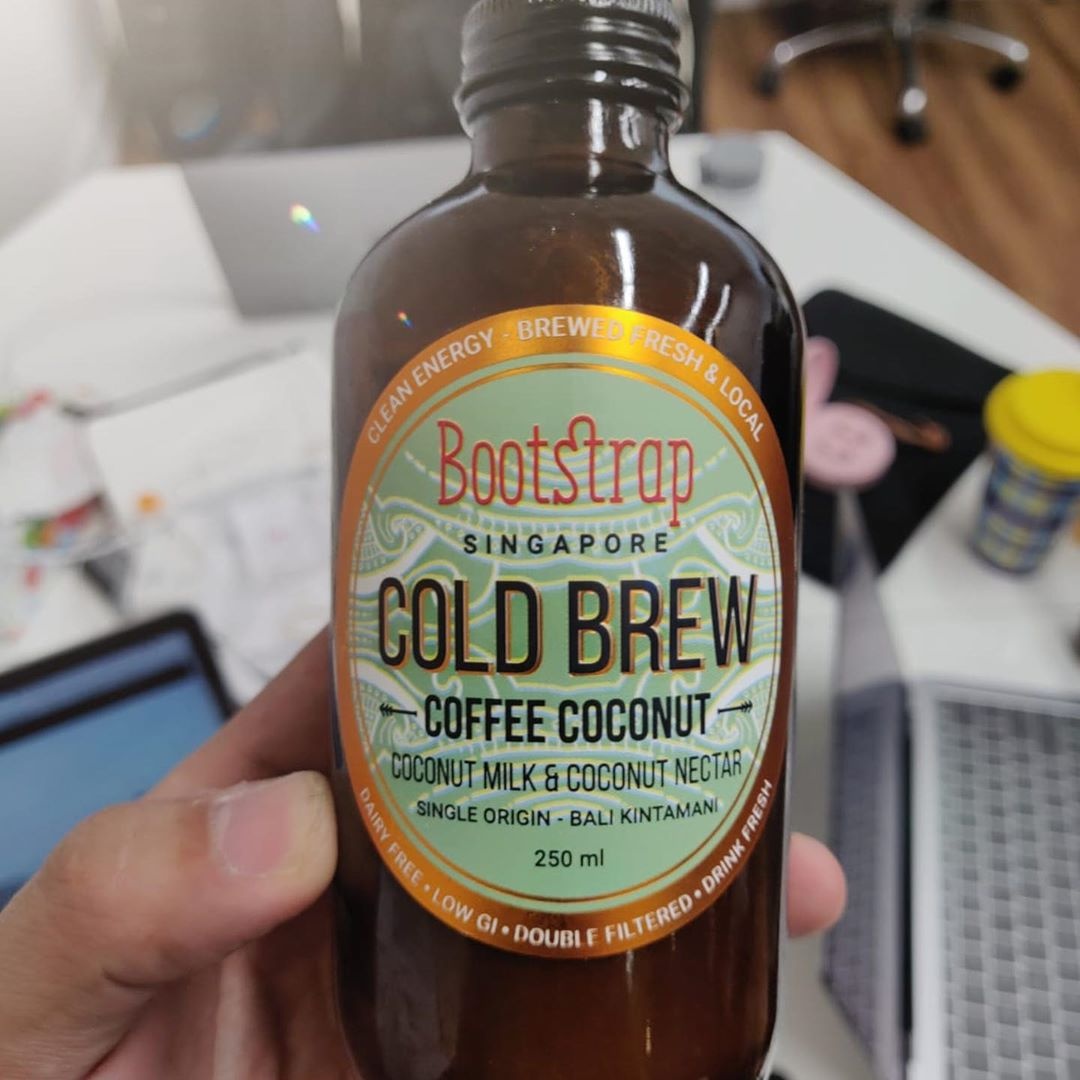 CLEAN ENERGY - BREWED FRESH & LOCAL
Bootstrap
SINGAPORE
COLD BREW
COFFEE COCONUT
COCONUT MILK & COCONUT NECTAR
SINGLE ORIGIN - BALI KINTAMANI
250 ml
DAIRY FREE • LOW GI • DOUBLE FILTERED • DRINK FRESH